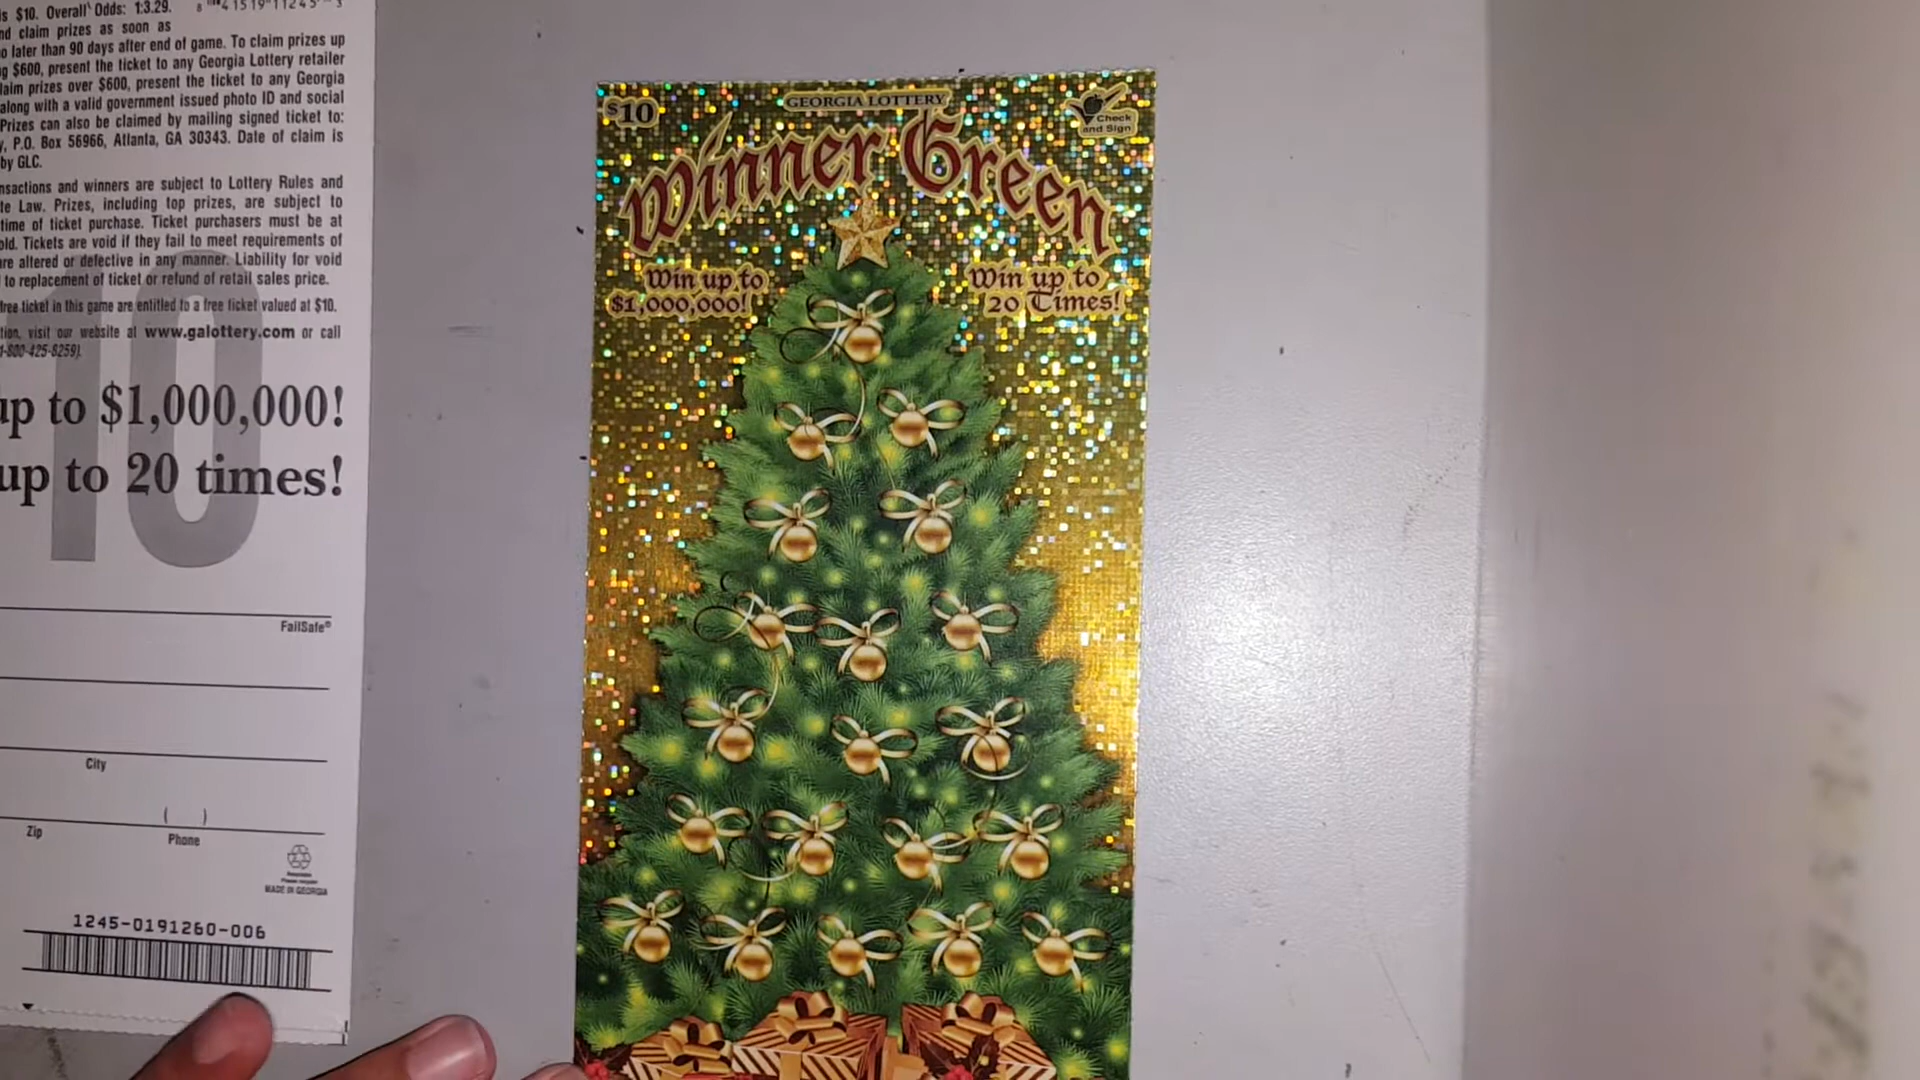 is $10. Overall Odds: 1:3.29.
nd claim prizes as soon as
o later than 90 days after end of game. To claim prizes up
g $600, present the ticket to any Georgia Lottery retailer
laim prizes over $600, present the ticket to any Georgia
along with a valid government issued photo ID and social
Prizes can also be claimed by mailing signed ticket to:
y, P.O. Box 56966, Atlanta, GA 30343. Date of claim is
by GLC.
nsactions and winners are subject to Lottery Rules and
te Law. Prizes, including top prizes, are subject to
time of ticket purchase. Ticket purchasers must be at
old. Tickets are void if they fail to meet requirements of
are altered or defective in any manner. Liability for void
to replacement of ticket or refund of retail sales price.
free ticket in this game are entitled to a free ticket valued at $10.
tion, visit our website at www.galottery.com or call
1-800-425-8259).
10
up to $1,000,000!
up to 20 times!
FailSafe®
City
Zip
( )
Phone
MADE IN GEORGIA
1245-0191260-006
$10
GEORGIA LOTTERY
Check
and Sign
Winner Green
Win up to
$1,000,000!
Win up to
20 Times!